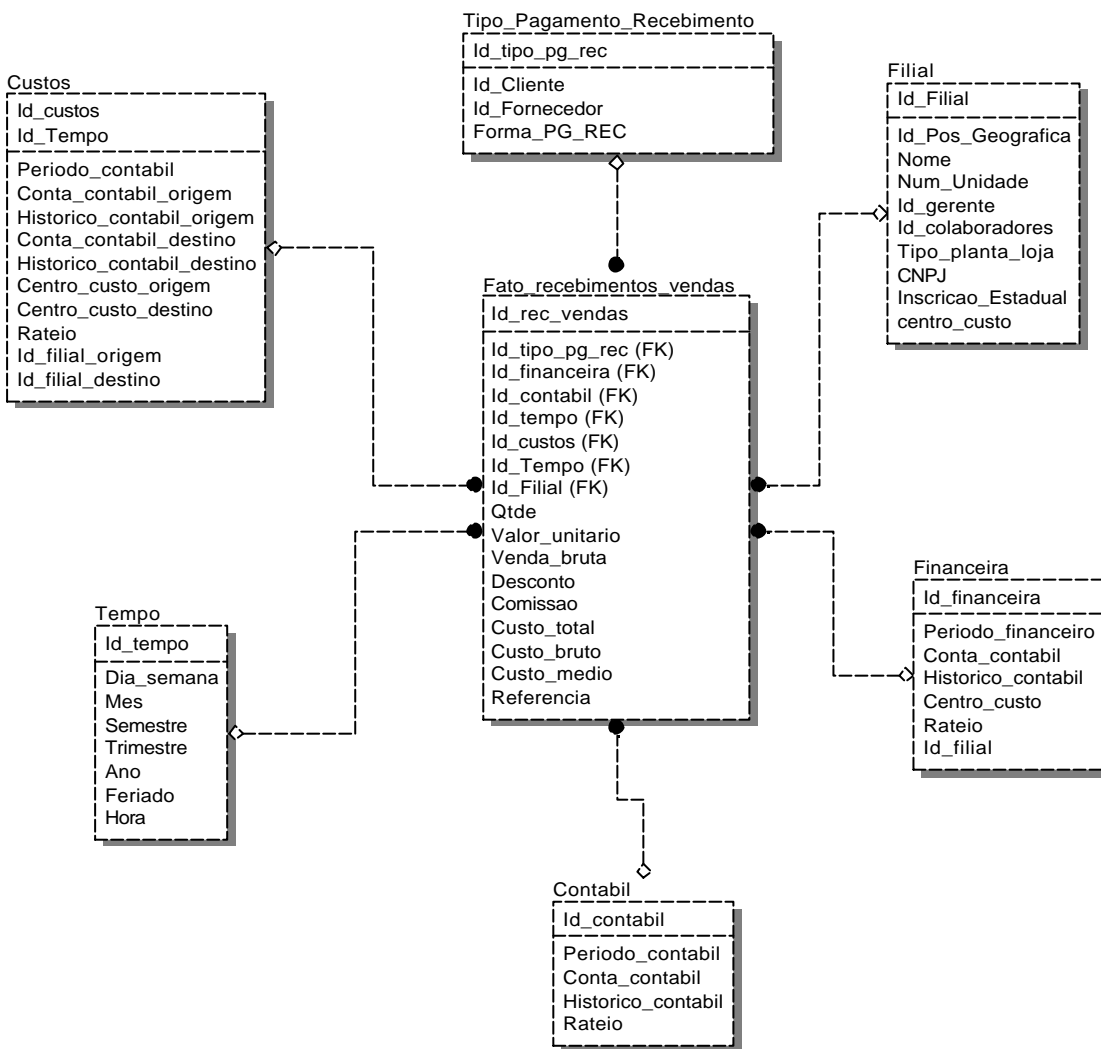 Tipo_Pagamento_Recebimento
Id_tipo_pg_rec
Id_Cliente
Id_Fornecedor
Forma_PG_REC
Custos
Id_custos
Id_Tempo
Periodo_contabil
Conta_contabil_origem
Historico_contabil_origem
Conta_contabil_destino
Historico_contabil_destino
Centro_custo_origem
Centro_custo_destino
Rateio
Id_filial_origem
Id_filial_destino
Filial
Id_Filial
Id_Pos_Geografica
Nome
Num_Unidade
Id_gerente
Id_colaboradores
Tipo_planta_loja
CNPJ
Inscricao_Estadual
centro_custo
Fato_recebimentos_vendas
Id_rec_vendas
Id_tipo_pg_rec (FK)
Id_financeira (FK)
Id_contabil (FK)
Id_tempo (FK)
Id_custos (FK)
Id_Tempo (FK)
Id_Filial (FK)
Qtde
Valor_unitario
Venda_bruta
Desconto
Comissao
Custo_total
Custo_bruto
Custo_medio
Referencia
Tempo
Id_tempo
Dia_semana
Mes
Semestre
Trimestre
Ano
Feriado
Hora
Financeira
Id_financeira
Periodo_financeiro
Conta_contabil
Historico_contabil
Centro_custo
Rateio
Id_filial
Contabil
Id_contabil
Periodo_contabil
Conta_contabil
Historico_contabil
Rateio